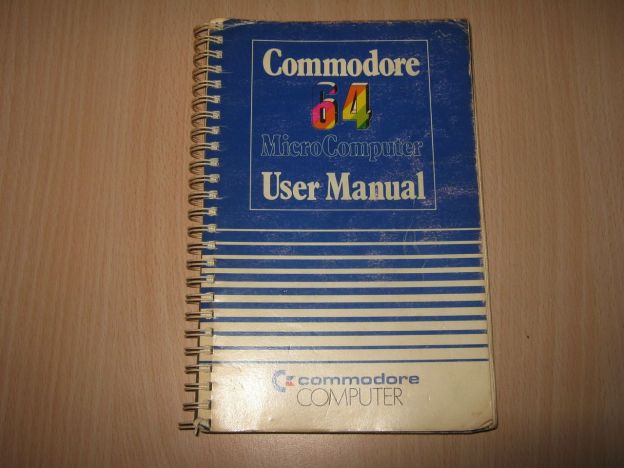 Commodore
64
MicroComputer
User Manual
commodore
COMPUTER